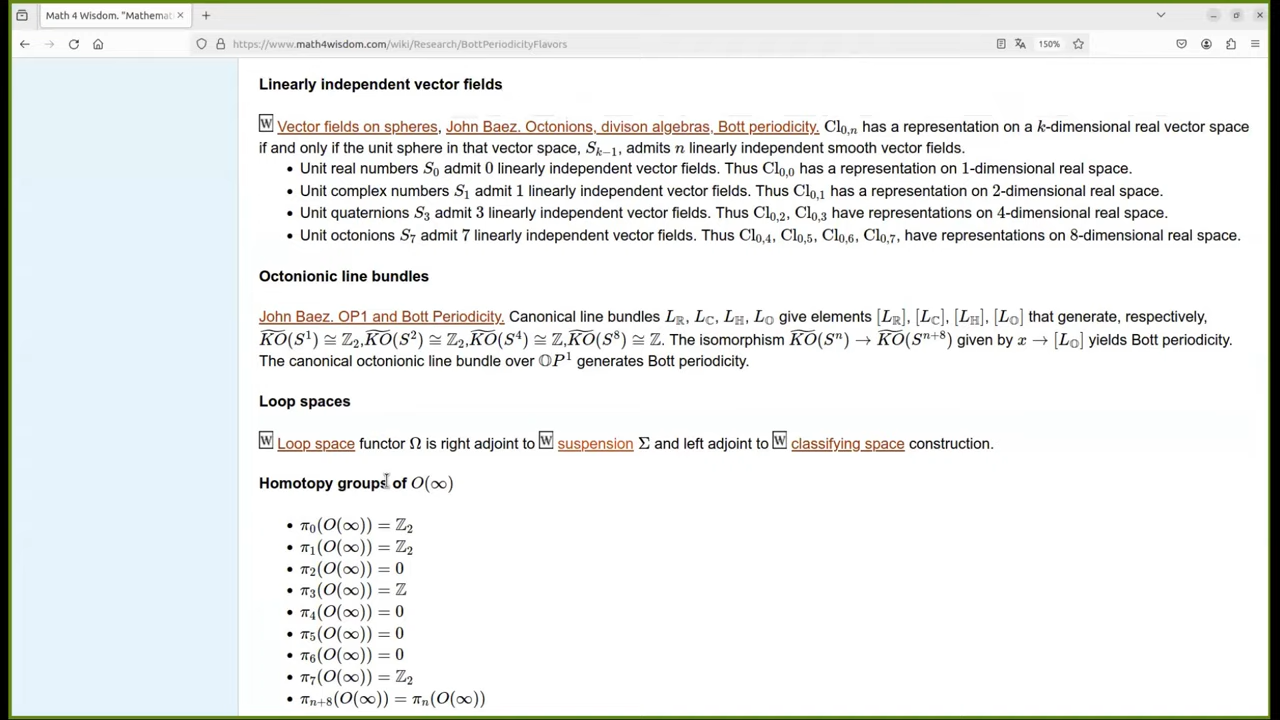 Math 4 Wisdom. "Mathemat
https://www.math4wisdom.com/wiki/Research/BottPeriodicityFlavors
150%
Linearly independent vector fields
W Vector fields on spheres, John Baez. Octonions, divison algebras, Bott periodicity. Cl₀,ₙ has a representation on a k-dimensional real vector space
if and only if the unit sphere in that vector space, Sₖ₋₁, admits n linearly independent smooth vector fields.
• Unit real numbers S₀ admit 0 linearly independent vector fields. Thus Cl₀,₀ has a representation on 1-dimensional real space.
• Unit complex numbers S₁ admit 1 linearly independent vector fields. Thus Cl₀,₁ has a representation on 2-dimensional real space.
• Unit quaternions S₃ admit 3 linearly independent vector fields. Thus Cl₀,₂, Cl₀,₃ have representations on 4-dimensional real space.
• Unit octonions S₇ admit 7 linearly independent vector fields. Thus Cl₀,₄, Cl₀,₅, Cl₀,₆, Cl₀,₇, have representations on 8-dimensional real space.
Octonionic line bundles
John Baez. OP1 and Bott Periodicity. Canonical line bundles L_ℝ, L_ℂ, L_ℍ, L_𝕆 give elements [L_ℝ], [L_ℂ], [L_ℍ], [L_𝕆] that generate, respectively,
K͠O(S¹) ≅ ℤ₂,K͠O(S²) ≅ ℤ₂,K͠O(S⁴) ≅ ℤ,K͠O(S⁸) ≅ ℤ. The isomorphism K͠O(Sⁿ) → K͠O(Sⁿ⁺⁸) given by x → [L_𝕆] yields Bott periodicity.
The canonical octonionic line bundle over 𝕆P¹ generates Bott periodicity.
Loop spaces
W Loop space functor Ω is right adjoint to W suspension Σ and left adjoint to W classifying space construction.
Homotopy groups of O(∞)
• π₀(O(∞)) = ℤ₂
• π₁(O(∞)) = ℤ₂
• π₂(O(∞)) = 0
• π₃(O(∞)) = ℤ
• π₄(O(∞)) = 0
• π₅(O(∞)) = 0
• π₆(O(∞)) = 0
• π₇(O(∞)) = ℤ₂
• πₙ₊₈(O(∞)) = πₙ(O(∞))